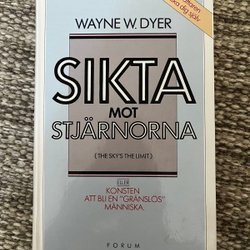 WAYNE W. DYER
SIKTA
MOT
STJÄRNORNA
(THE SKY'S THE LIMIT)
ELLER
KONSTEN
ATT BLI EN "GRÄNSLÖS"
MÄNNISKA
FORUM